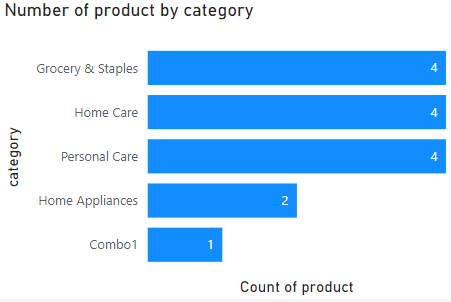 Number of product by category
category
Grocery & Staples 4
Home Care 4
Personal Care 4
Home Appliances 2
Combo1 1
Count of product